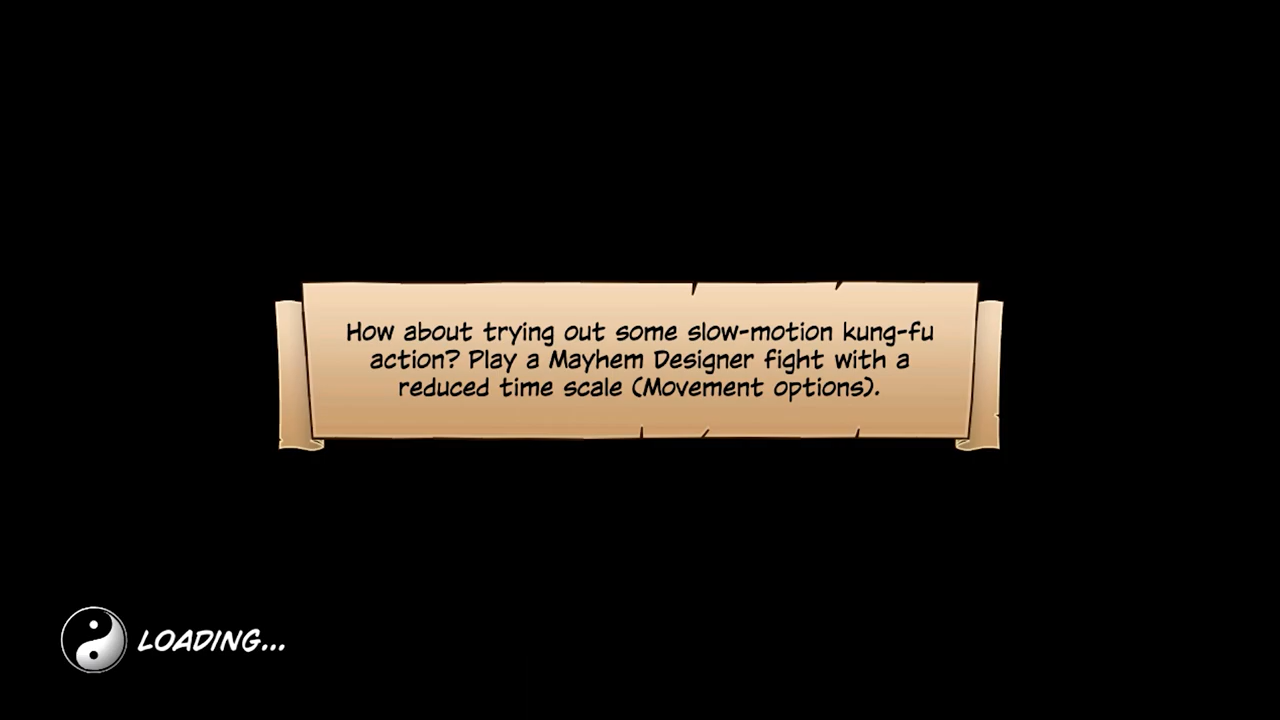 How about trying out some slow-motion kung-fu
action? Play a Mayhem Designer fight with a
reduced time scale (Movement options).
LOADING...